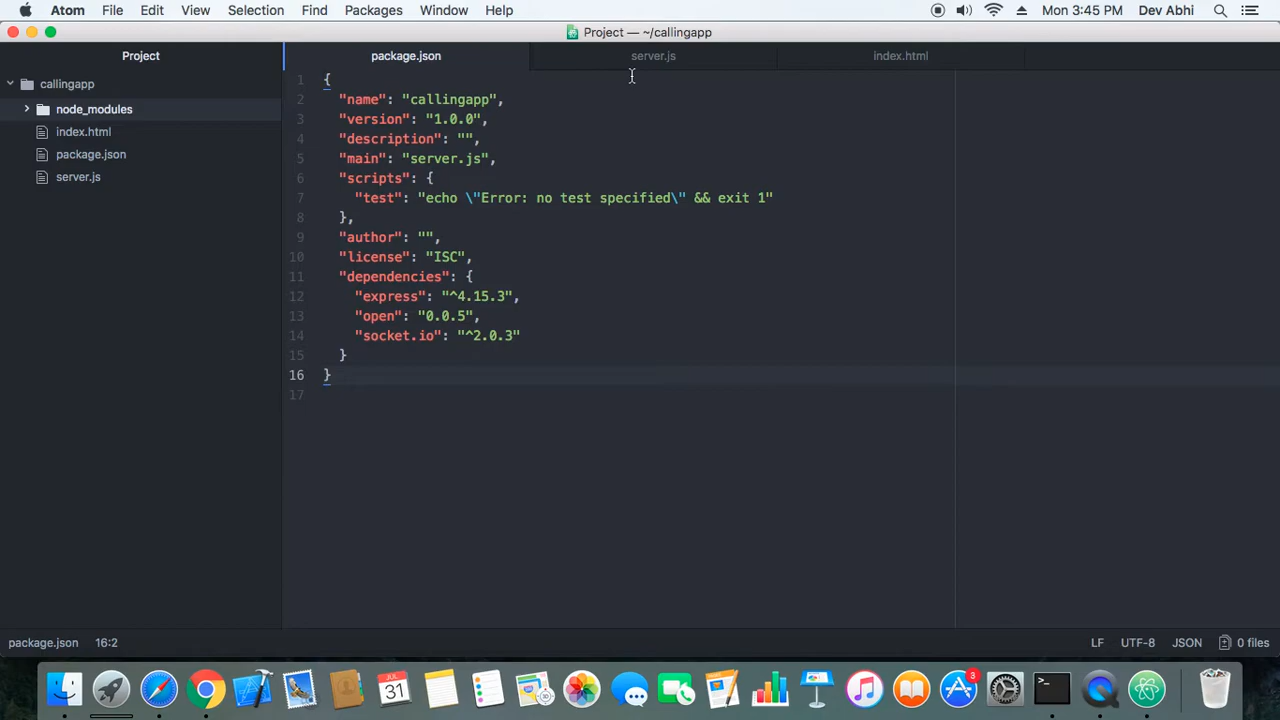 Atom File Edit View Selection Find Packages Window Help Mon 3:45 PM Dev Abhi
Project — ~/callingapp
Project package.json server.js index.html
callingapp
node_modules
index.html
package.json
server.js
1 {
2 "name": "callingapp",
3 "version": "1.0.0",
4 "description": "",
5 "main": "server.js",
6 "scripts": {
7 "test": "echo \"Error: no test specified\" && exit 1"
8 },
9 "author": "",
10 "license": "ISC",
11 "dependencies": {
12 "express": "^4.15.3",
13 "open": "0.0.5",
14 "socket.io": "^2.0.3"
15 }
16 }
17
package.json 16:2 LF UTF-8 JSON 0 files
JUL
31
3
>_